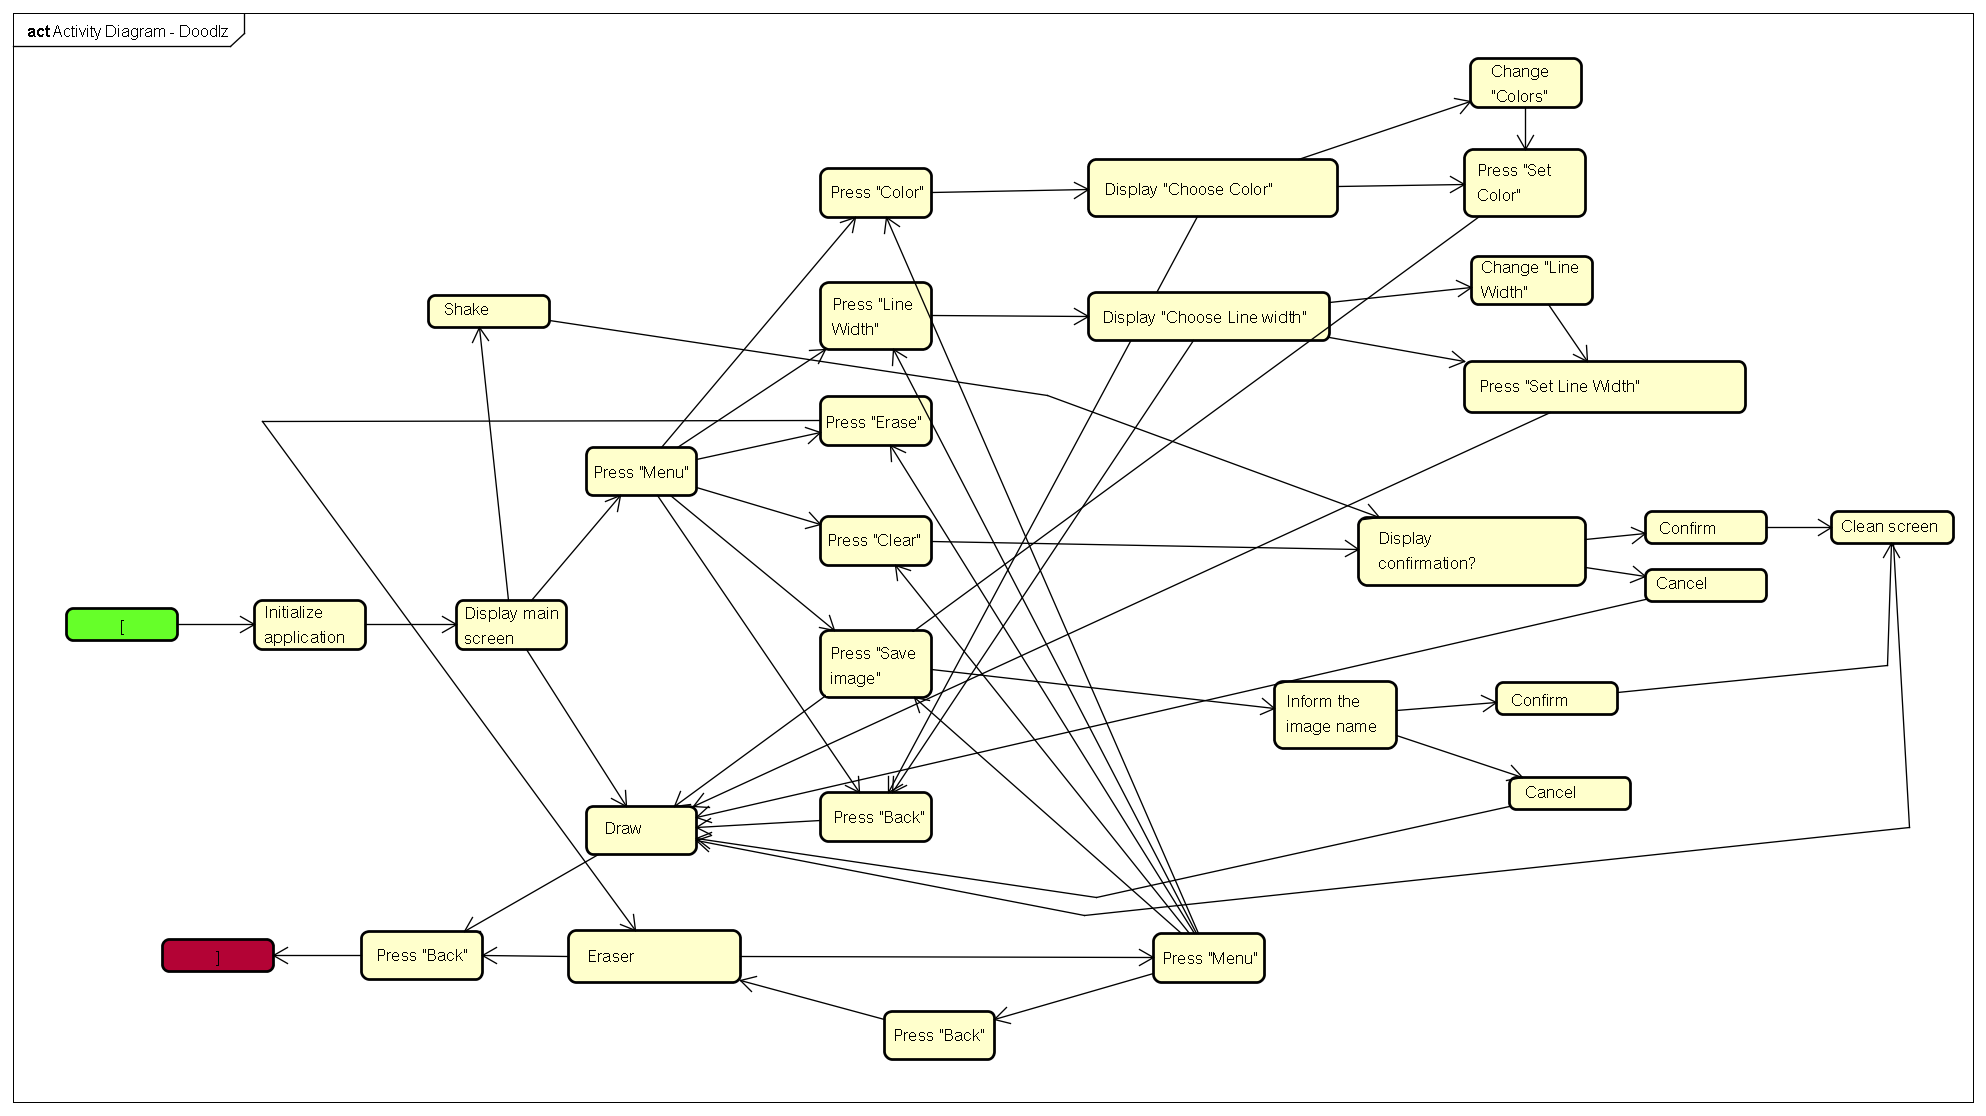 act Activity Diagram - Doodlz
Change
"Colors"
Press "Color"
Display "Choose Color"
Press "Set
Color"
Shake
Press "Line
Width"
Display "Choose Line width"
Change "Line
Width"
Press "Set Line Width"
Press "Erase"
Press "Menu"
Press "Clear"
Display
confirmation?
Confirm
Clean screen
Cancel
[
Initialize
application
Display main
screen
Press "Save
image"
Inform the
image name
Confirm
Cancel
Draw
Press "Back"
]
Press "Back"
Eraser
Press "Menu"
Press "Back"